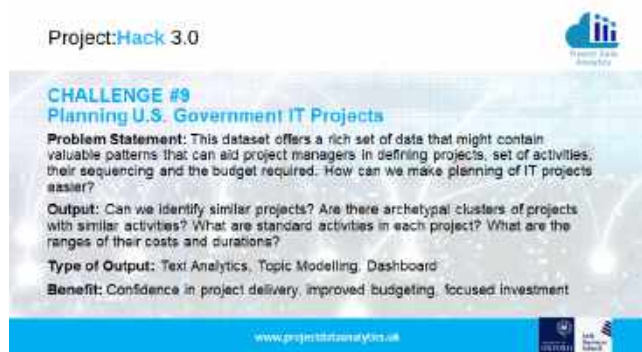 Project:Hack 3.0
Project Data
Analytics
CHALLENGE #9
Planning U.S. Government IT Projects
Problem Statement: This dataset offers a rich set of data that might contain
valuable patterns that can aid project managers in defining projects, set of activities,
their sequencing and the budget required. How can we make planning of IT projects
easier?
Output: Can we identify similar projects? Are there archetypal clusters of projects
with similar activities? What are standard activities in each project? What are the
ranges of their costs and durations?
Type of Output: Text Analytics, Topic Modelling, Dashboard
Benefit: Confidence in project delivery, improved budgeting, focused investment
www.projectdataanalytics.uk
OXFORD